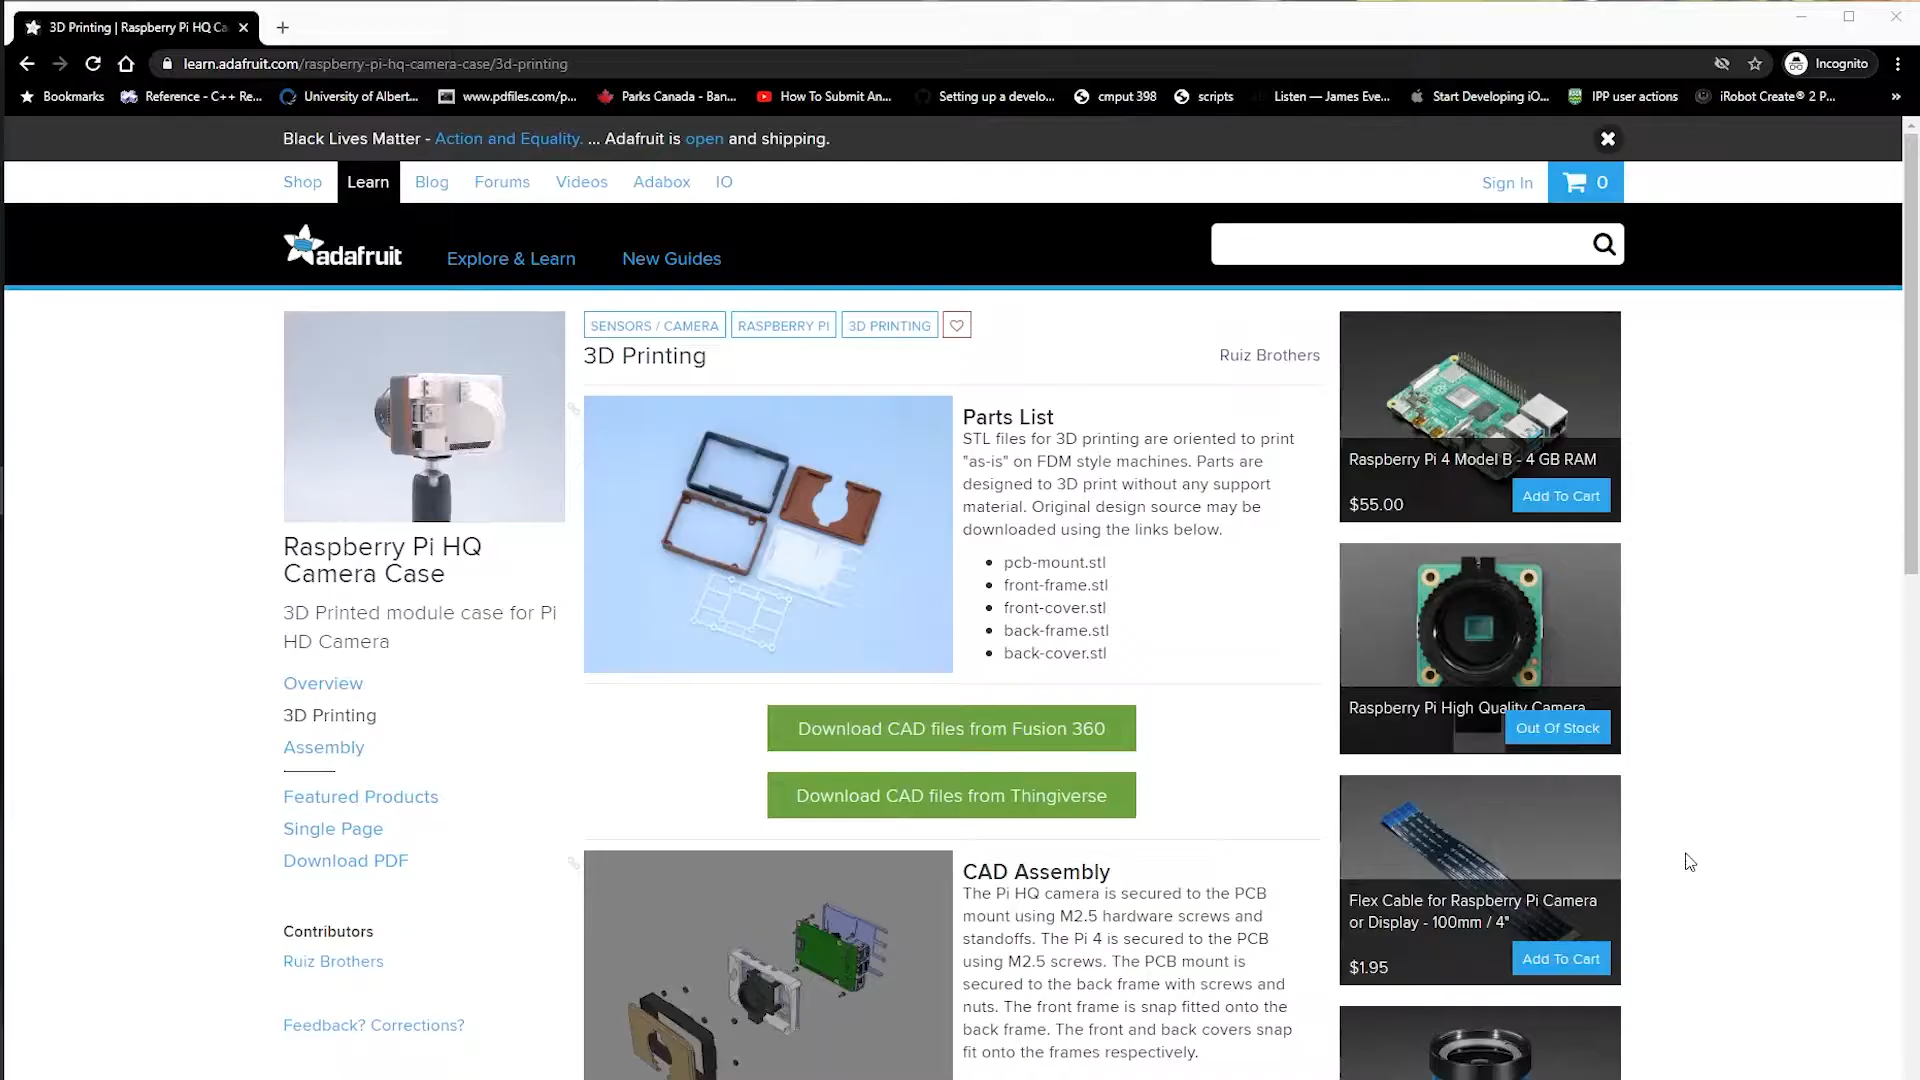 3D Printing | Raspberry Pi HQ Ca
learn.adafruit.com/raspberry-pi-hq-camera-case/3d-printing
Incognito
Bookmarks
Reference - C++ Re...
University of Albert...
www.pdfiles.com/p...
Parks Canada - Ban...
How To Submit An...
Setting up a develo...
cmput 398
scripts
Listen — James Eve...
Start Developing iO...
IPP user actions
iRobot Create® 2 P...
»
Black Lives Matter - Action and Equality. ... Adafruit is open and shipping.
Shop
Learn
Blog
Forums
Videos
Adabox
IO
Sign In
0
adafruit
Explore & Learn
New Guides
Raspberry Pi HQ
Camera Case
3D Printed module case for Pi
HD Camera
Overview
3D Printing
Assembly
Featured Products
Single Page
Download PDF
Contributors
Ruiz Brothers
Feedback? Corrections?
SENSORS / CAMERA
RASPBERRY PI
3D PRINTING
3D Printing
Ruiz Brothers
Parts List
STL files for 3D printing are oriented to print
"as-is" on FDM style machines. Parts are
designed to 3D print without any support
material. Original design source may be
downloaded using the links below.
pcb-mount.stl
front-frame.stl
front-cover.stl
back-frame.stl
back-cover.stl
Download CAD files from Fusion 360
Download CAD files from Thingiverse
CAD Assembly
The Pi HQ camera is secured to the PCB
mount using M2.5 hardware screws and
standoffs. The Pi 4 is secured to the PCB
using M2.5 screws. The PCB mount is
secured to the back frame with screws and
nuts. The front frame is snap fitted onto the
back frame. The front and back covers snap
fit onto the frames respectively.
Raspberry Pi 4 Model B - 4 GB RAM
$55.00
Add To Cart
Raspberry Pi High Quality Camera
Out Of Stock
Flex Cable for Raspberry Pi Camera
or Display - 100mm / 4"
$1.95
Add To Cart